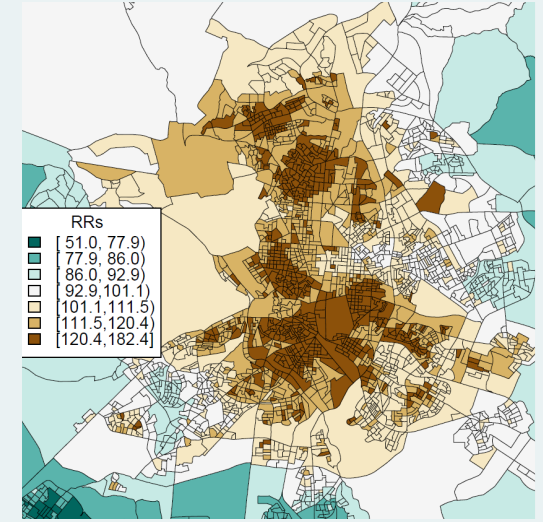 RRs
[ 51.0, 77.9)
[ 77.9, 86.0)
[ 86.0, 92.9)
[ 92.9,101.1)
[101.1,111.5)
[111.5,120.4)
[120.4,182.4]